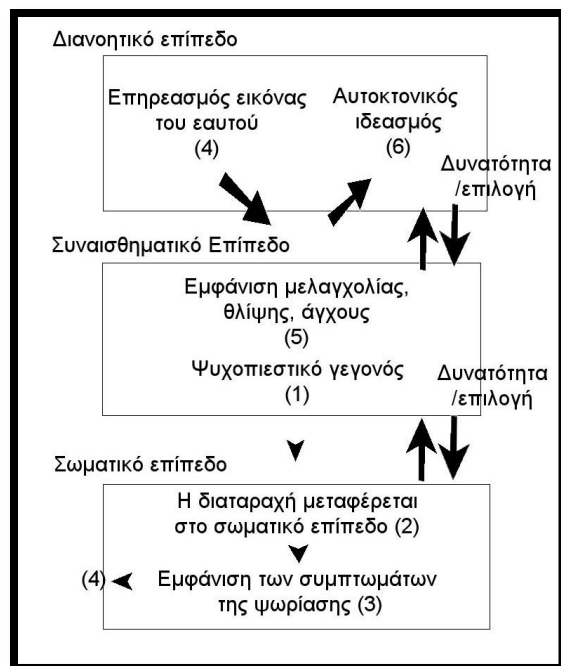 Διανοητικό επίπεδο
Επηρεασμός εικόνας
του εαυτού
(4)
Αυτοκτονικός
ιδεασμός
(6)
Δυνατότητα
/επιλογή
Συναισθηματικό Επίπεδο
Εμφάνιση μελαγχολίας,
θλίψης, άγχους
(5)
Ψυχοπιεστικό γεγονός
(1)
Δυνατότητα
/επιλογή
Σωματικό επίπεδο
Η διαταραχή μεταφέρεται
στο σωματικό επίπεδο (2)
(4)
Εμφάνιση των συμπτωμάτων
της ψωρίασης (3)